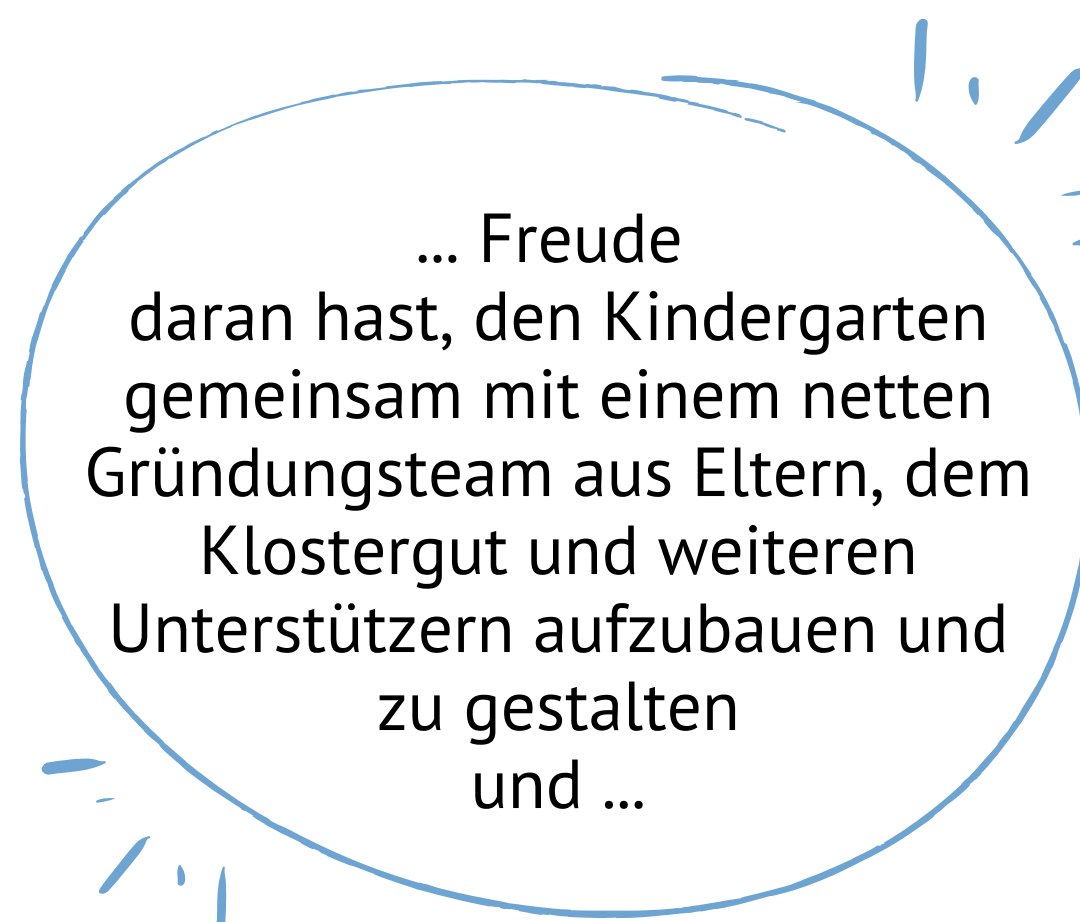 ... Freude
daran hast, den Kindergarten
gemeinsam mit einem netten
Gründungsteam aus Eltern, dem
Klostergut und weiteren
Unterstützern aufzubauen und
zu gestalten
und ...